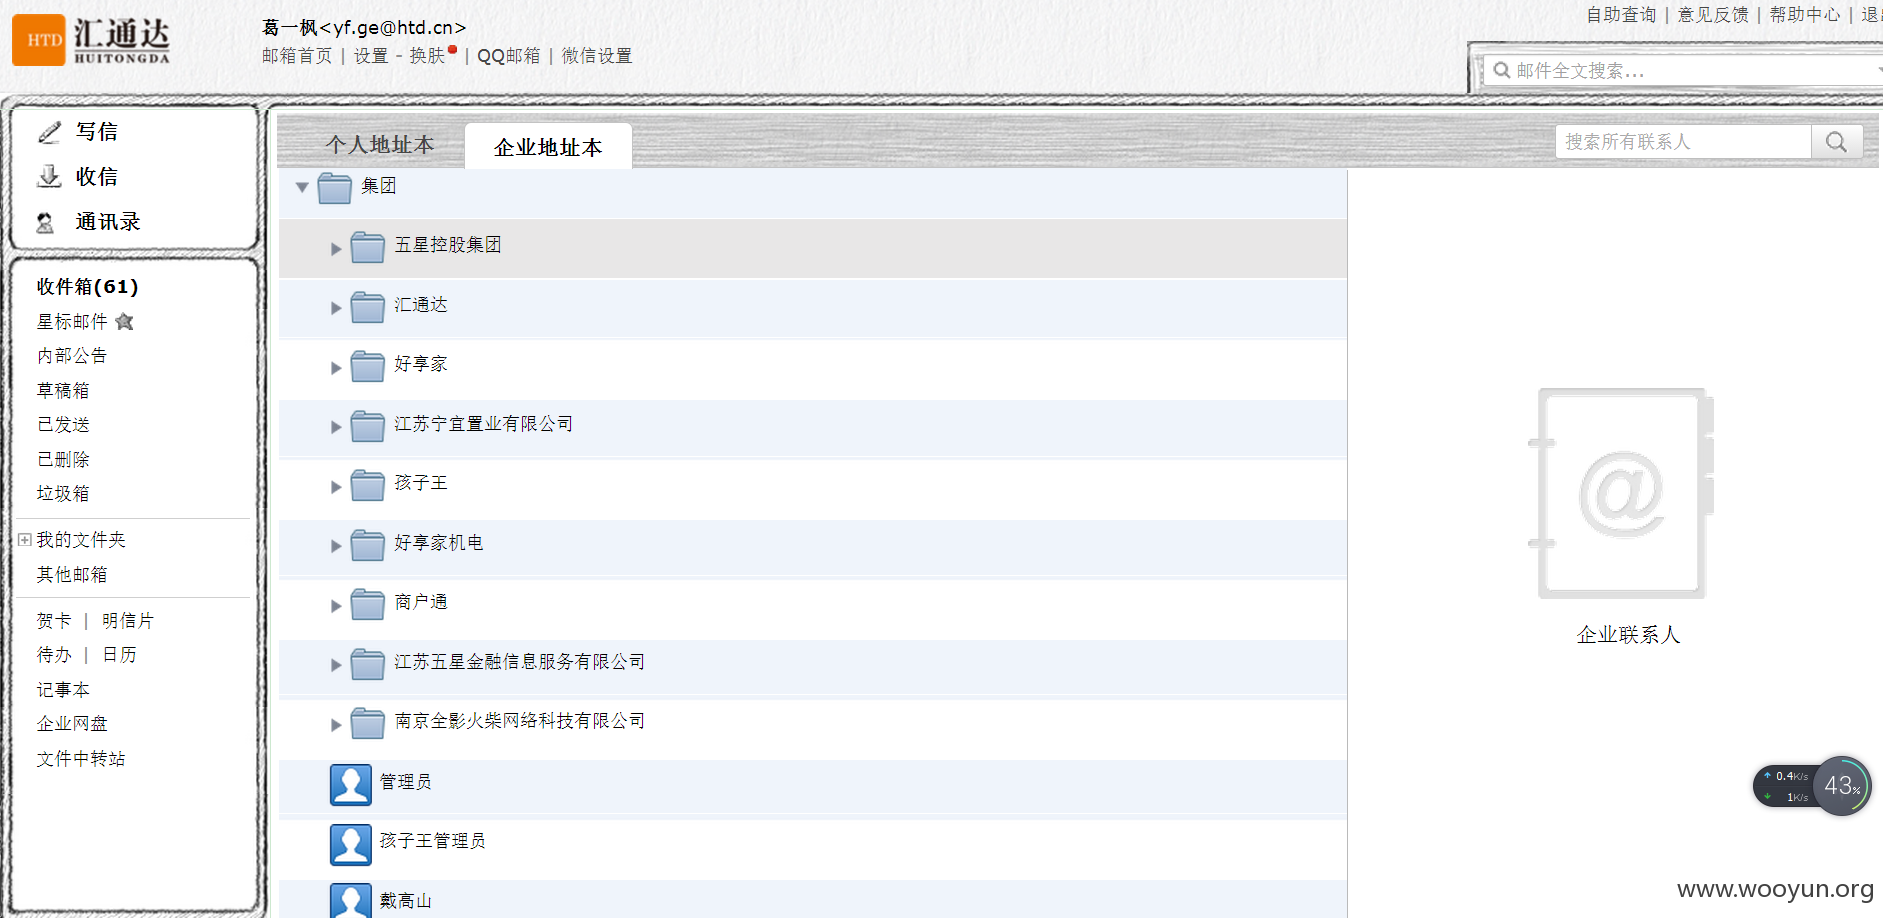 HTD 汇通达
HUITONGDA
葛一枫<yf.ge@htd.cn>
邮箱首页 | 设置 - 换肤 | QQ邮箱 | 微信设置
自助查询 | 意见反馈 | 帮助中心 | 退
邮件全文搜索...
写信
收信
通讯录
收件箱(61)
星标邮件
内部公告
草稿箱
已发送
已删除
垃圾箱
我的文件夹
其他邮箱
贺卡 | 明信片
待办 | 日历
记事本
企业网盘
文件中转站
个人地址本 企业地址本
搜索所有联系人
集团
五星控股集团
汇通达
好享家
江苏宁宜置业有限公司
孩子王
好享家机电
商户通
江苏五星金融信息服务有限公司
南京全影火柴网络科技有限公司
管理员
孩子王管理员
戴高山
@
企业联系人
0.4K/s
1K/s
43%
www.wooyun.org